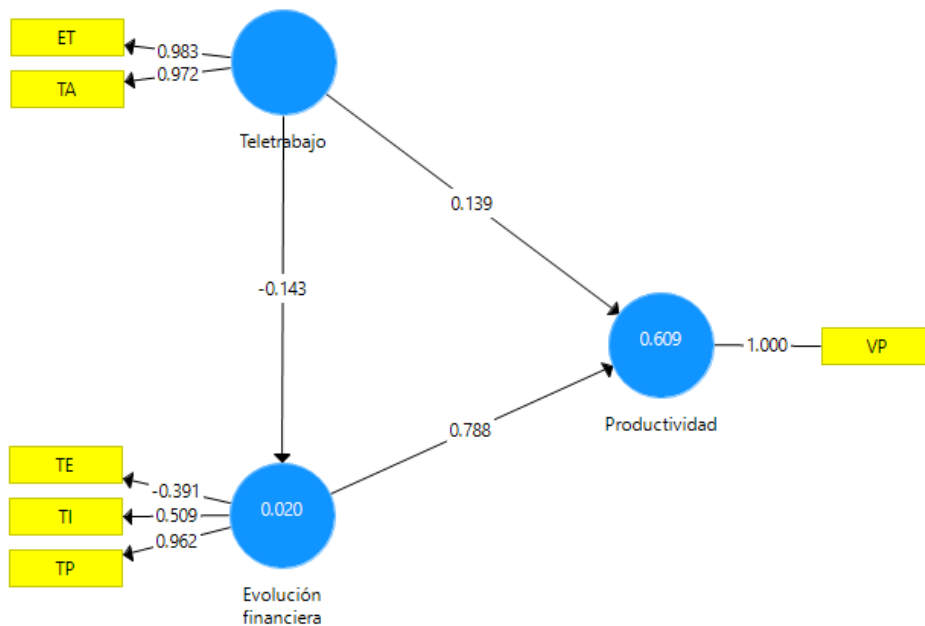 ET
0.983
TA
0.972
Teletrabajo
0.139
-0.143
0.609
1.000
VP
Productividad
0.788
TE
-0.391
TI
0.509
0.020
TP
0.962
Evolución
financiera